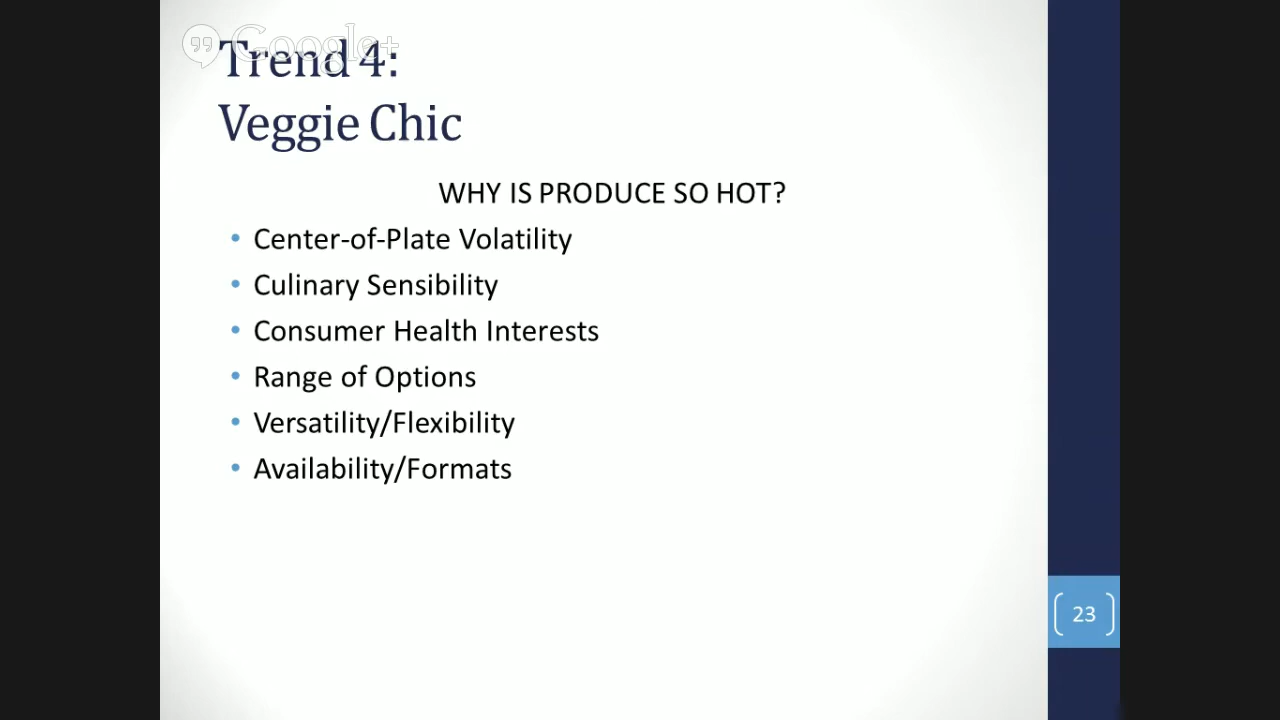 Google+
Trend 4:
Veggie Chic
WHY IS PRODUCE SO HOT?
• Center-of-Plate Volatility
• Culinary Sensibility
• Consumer Health Interests
• Range of Options
• Versatility/Flexibility
• Availability/Formats
23